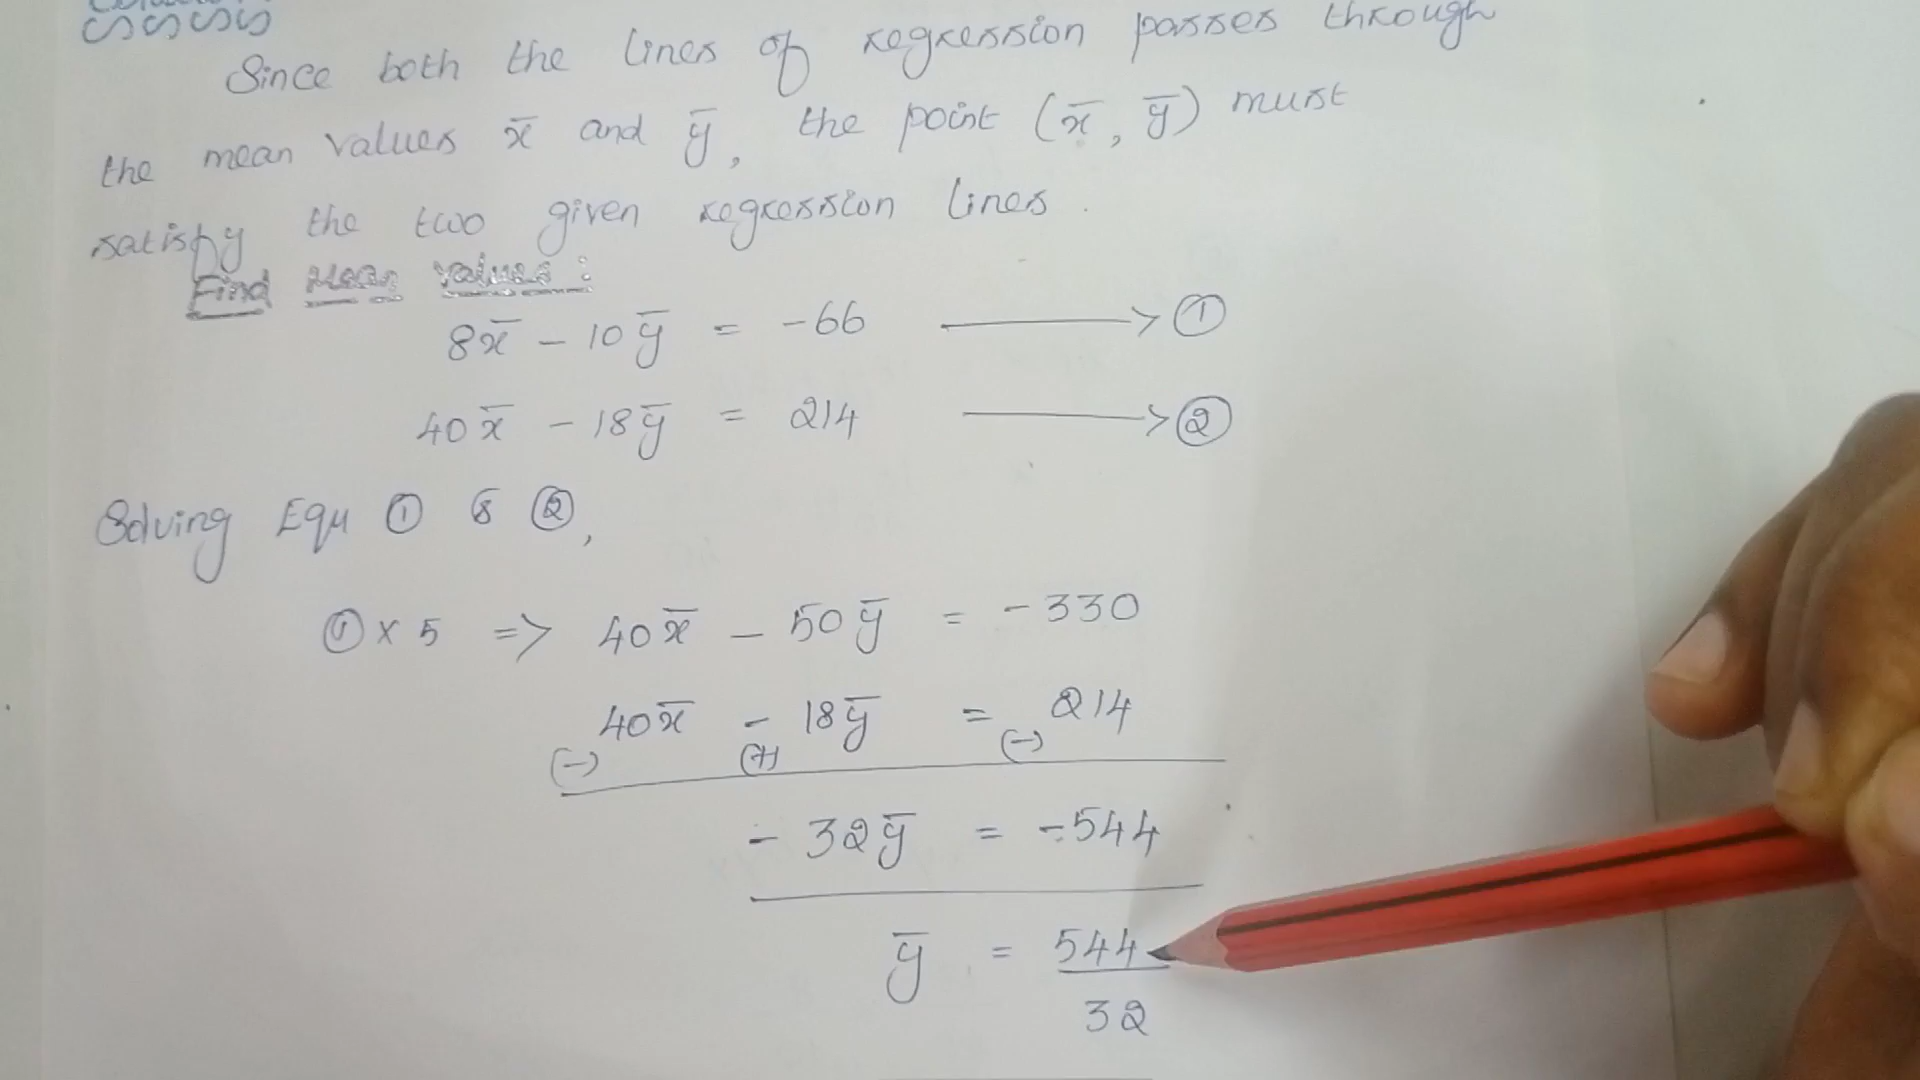 Since both the lines of regression passes through
the mean values x̄ and ȳ, the point (x̄, ȳ) must
satisfy the two given regression lines.
Find Mean values :
8x̄ - 10ȳ = -66 ⟶ ①
40x̄ - 18ȳ = 214 ⟶ ②
Solving Equ ① & ②,
① x 5 => 40x̄ - 50ȳ = -330
40x̄ - 18ȳ = 214
(-) (+) (-)
- 32ȳ = -544
ȳ = 544
32